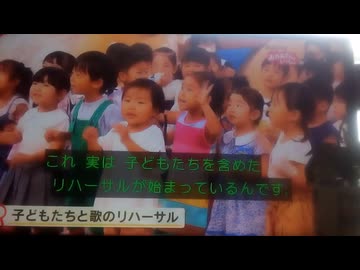 これ 実は 子どもたちを含めた
リハーサルが始まっているんです
子どもたちと歌のリハーサル